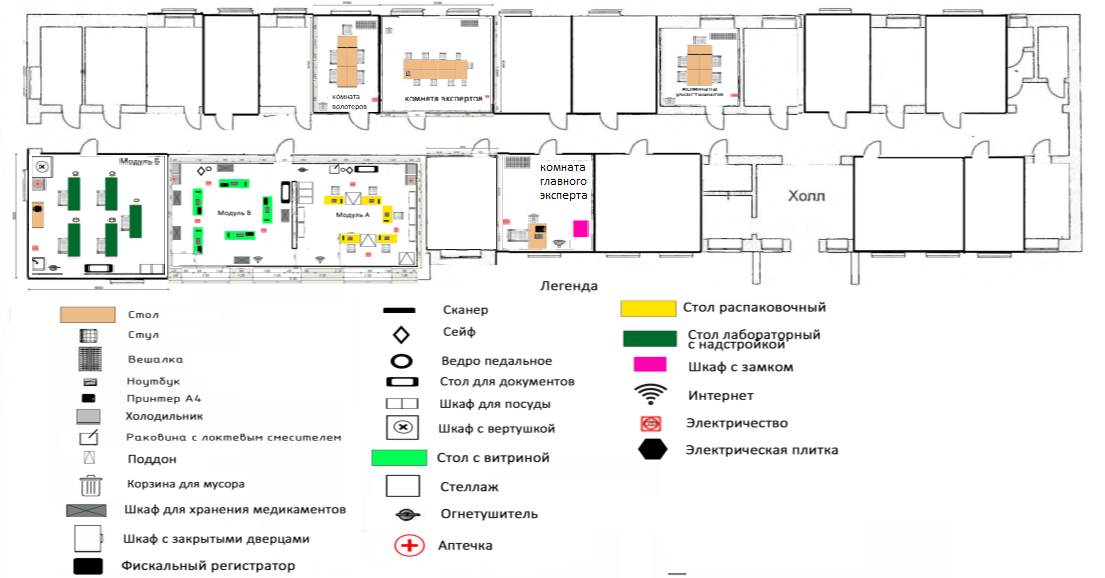 комната
волотеров
комната экспертов
Модуль Б
Модуль В
Модуль А
комната
главного
эксперта
Холл
Легенда
Стол
Стул
Вешалка
Ноутбук
Принтер А4
Холодильник
Раковина с локтевым смесителем
Поддон
Корзина для мусора
Шкаф для хранения медикаментов
Шкаф с закрытыми дверцами
Фискальный регистратор
Сканер
Сейф
Ведро педальное
Стол для документов
Шкаф для посуды
Шкаф с вертушкой
Стол с витриной
Стеллаж
Огнетушитель
Аптечка
Стол распаковочный
Стол лабораторный
с надстройкой
Шкаф с замком
Интернет
Электричество
Электрическая плитка